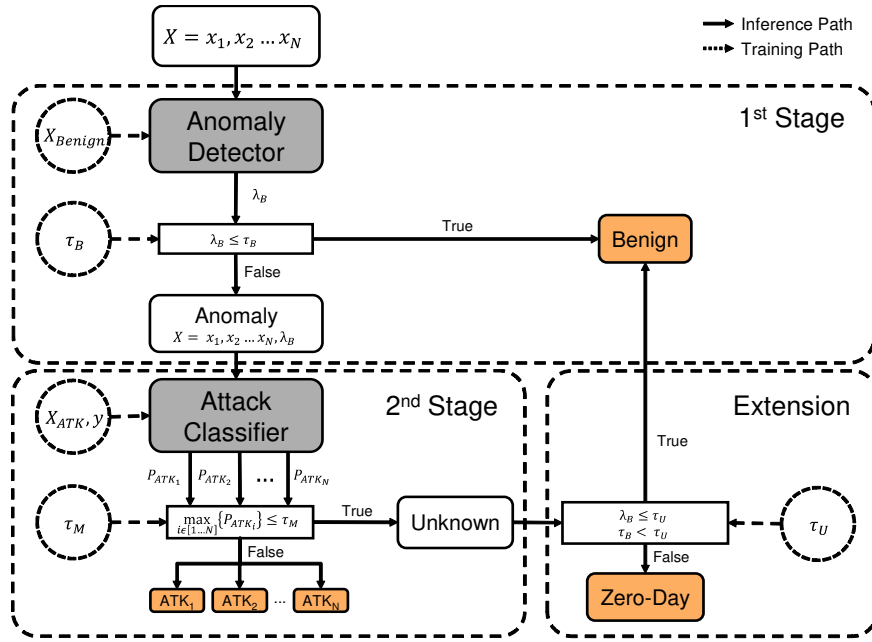 X = x₁, x₂ … x_N
Inference Path
Training Path
1st Stage
X_Benign
Anomaly
Detector
λ_B
τ_B
λ_B ≤ τ_B
True
Benign
False
Anomaly
X = x₁, x₂ … x_N, λ_B
2nd Stage
Extension
X_ATK, y
Attack
Classifier
P_ATK₁ P_ATK₂ ... P_ATK_N
True
τ_M
max_{iϵ[1…N]}{P_ATK_i} ≤ τ_M
True
Unknown
λ_B ≤ τ_U
τ_B < τ_U
τ_U
False
False
ATK₁ ATK₂ ... ATK_N
Zero-Day